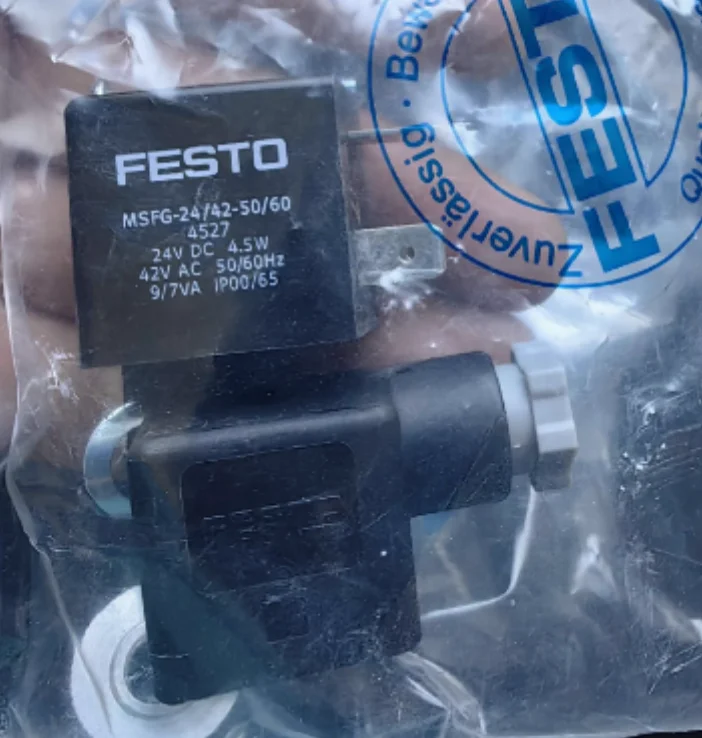 FESTO
MSFG-24/42-50/60
4527
24V DC 4.5W
42V AC 50/60Hz
9/7VA IP00/65
FESTO
Zuverlässig ·